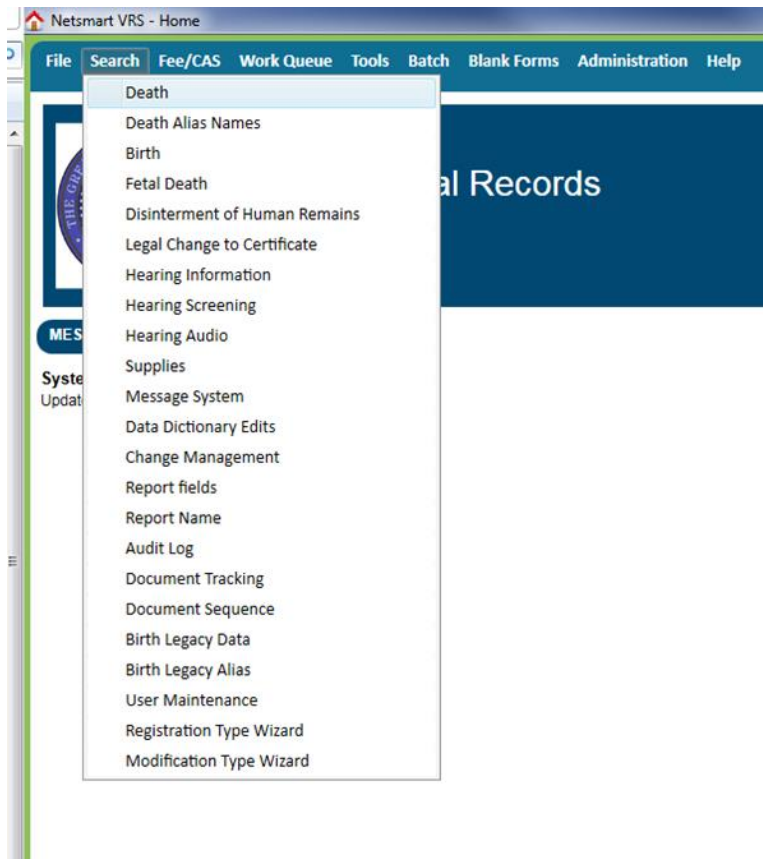 Netsmart VRS - Home
File Search Fee/CAS Work Queue Tools Batch Blank Forms Administration Help
Death
Death Alias Names
Birth
Fetal Death
Disinterment of Human Remains
Legal Change to Certificate
Hearing Information
Hearing Screening
Hearing Audio
Supplies
Message System
Data Dictionary Edits
Change Management
Report fields
Report Name
Audit Log
Document Tracking
Document Sequence
Birth Legacy Data
Birth Legacy Alias
User Maintenance
Registration Type Wizard
Modification Type Wizard
al Records
THE GRE
MES
Syste
Updat